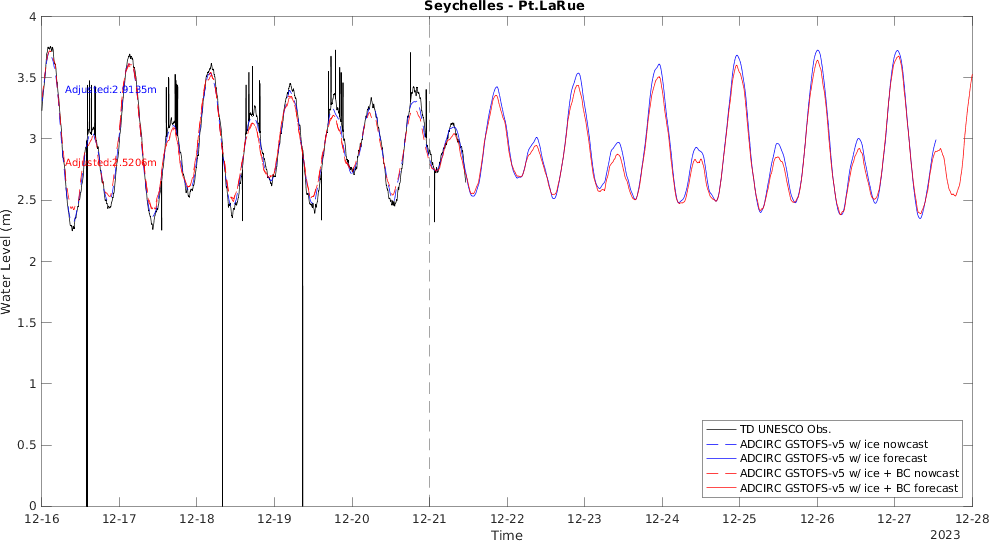 Seychelles - Pt.LaRue
4
3.5
3
2.5
2
1.5
1
0.5
0
Water Level (m)
Adjusted:2.9135m
Adjusted:2.5206m
TD UNESCO Obs.
ADCIRC GSTOFS-v5 w/ ice nowcast
ADCIRC GSTOFS-v5 w/ ice forecast
ADCIRC GSTOFS-v5 w/ ice + BC nowcast
ADCIRC GSTOFS-v5 w/ ice + BC forecast
12-16 12-17 12-18 12-19 12-20 12-21 12-22 12-23 12-24 12-25 12-26 12-27 12-28
Time
2023